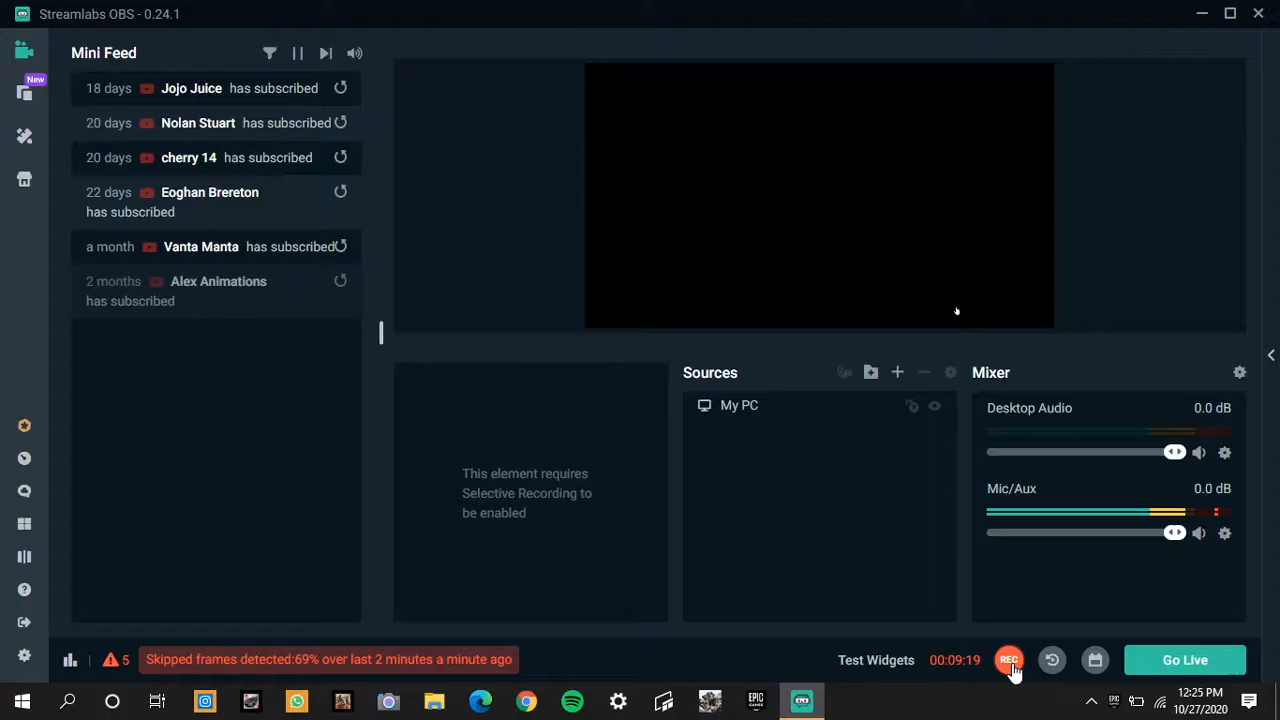 Streamlabs OBS - 0.24.1
Mini Feed
New
18 days Jojo Juice has subscribed
20 days Nolan Stuart has subscribed
20 days cherry 14 has subscribed
22 days Eoghan Brereton
has subscribed
a month Vanta Manta has subscribed
2 months Alex Animations
has subscribed
This element requires
Selective Recording to
be enabled
Sources
My PC
Mixer
Desktop Audio 0.0 dB
Mic/Aux 0.0 dB
5 Skipped frames detected:69% over last 2 minutes a minute ago
Test Widgets 00:09:19 REC Go Live
EPIC
GAMES
12:25 PM
10/27/2020